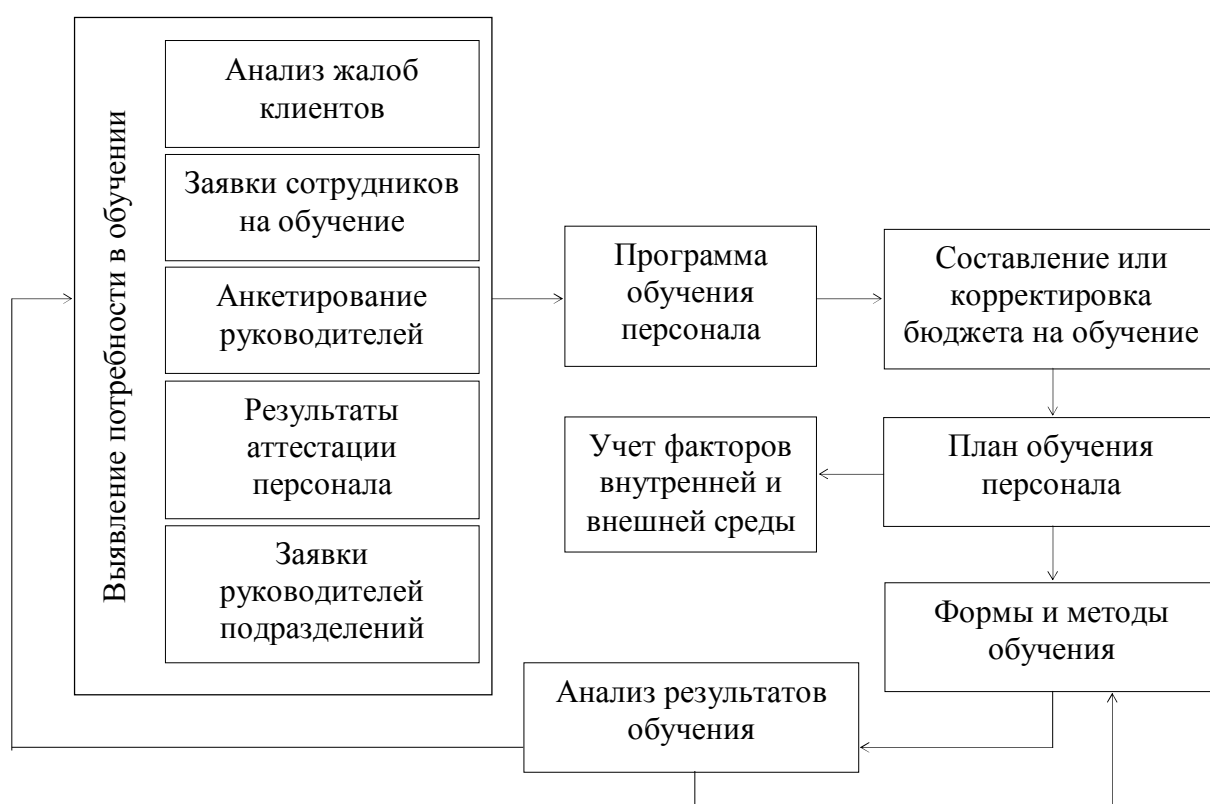 Выявление потребности в обучении
Анализ жалоб
клиентов
Заявки сотрудников
на обучение
Анкетирование
руководителей
Результаты
аттестации
персонала
Заявки
руководителей
подразделений
Программа
обучения
персонала
Составление или
корректировка
бюджета на обучение
Учет факторов
внутренней и
внешней среды
План обучения
персонала
Формы и методы
обучения
Анализ результатов
обучения